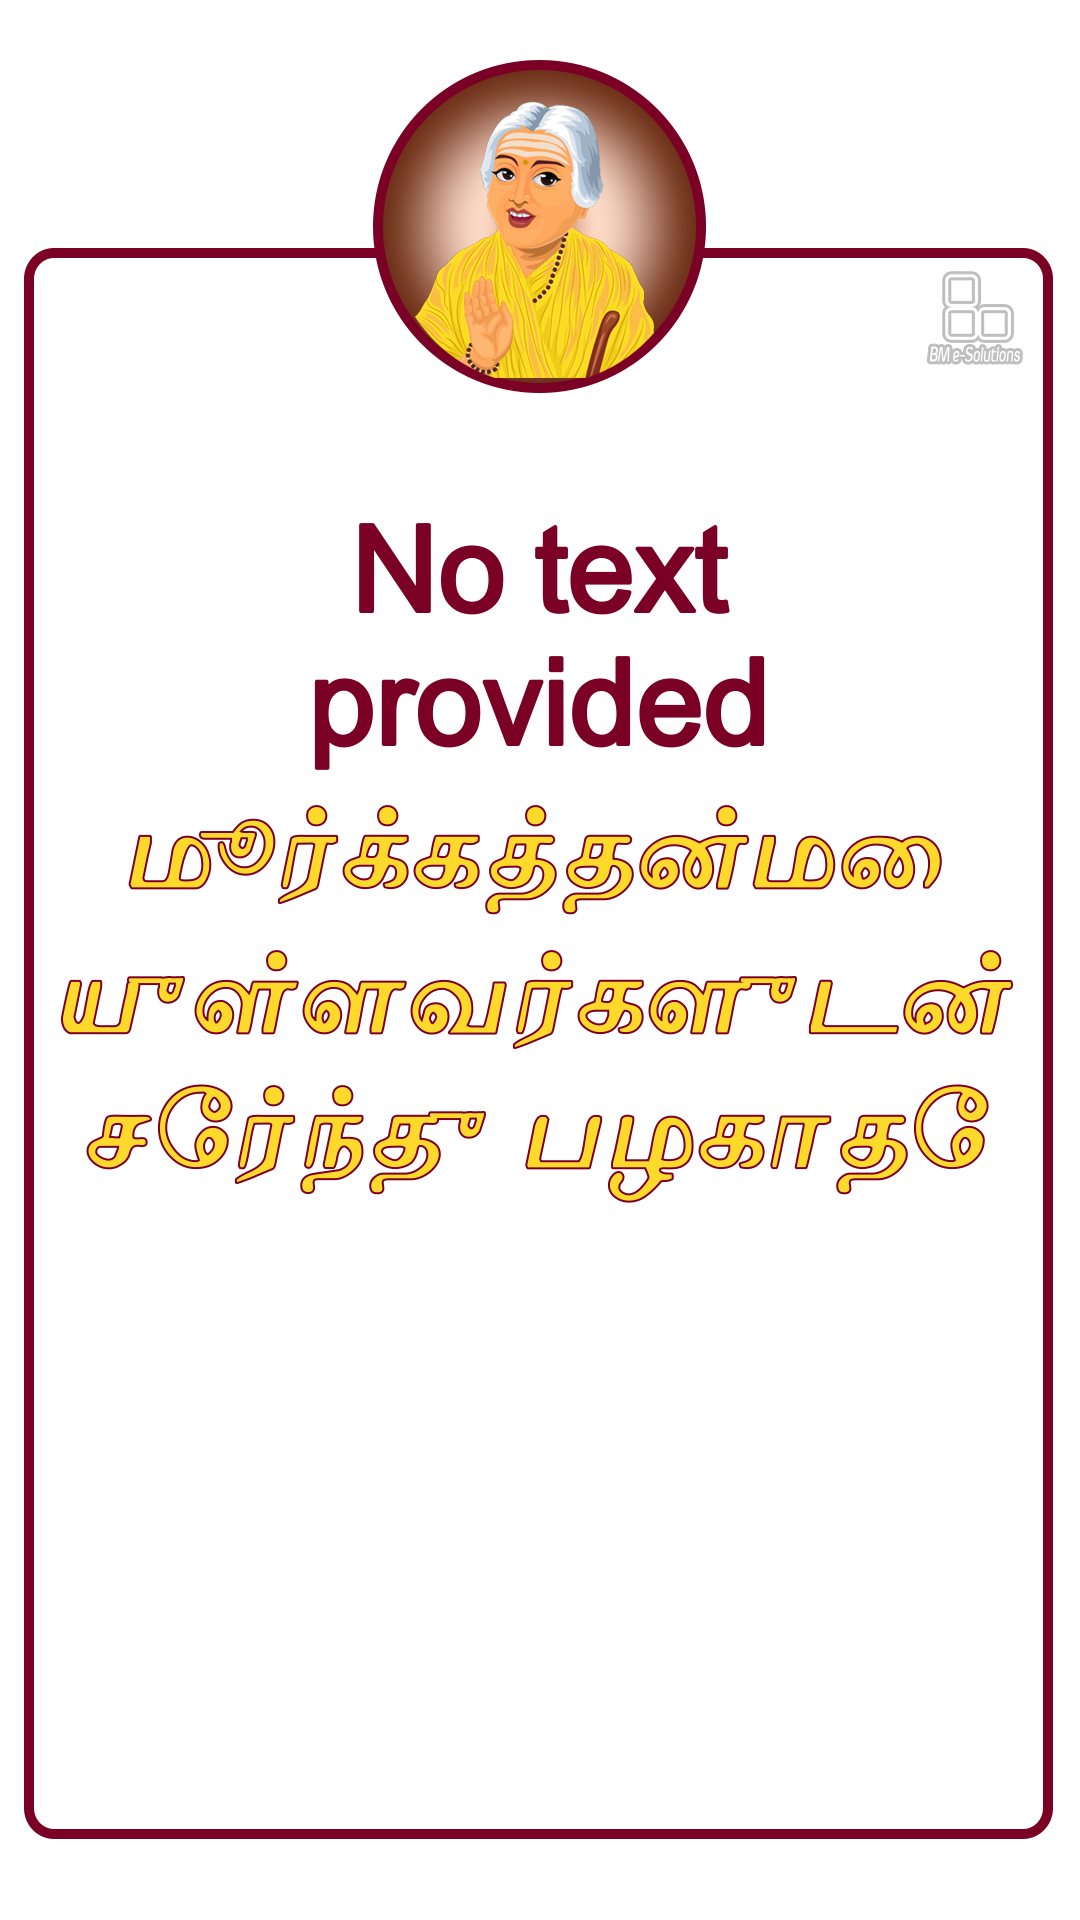 BM e-Solutions
No text
provided
மூர்க்கத்தன்மை
யுள்ளவர்களுடன்
சேர்ந்து பழகாதே